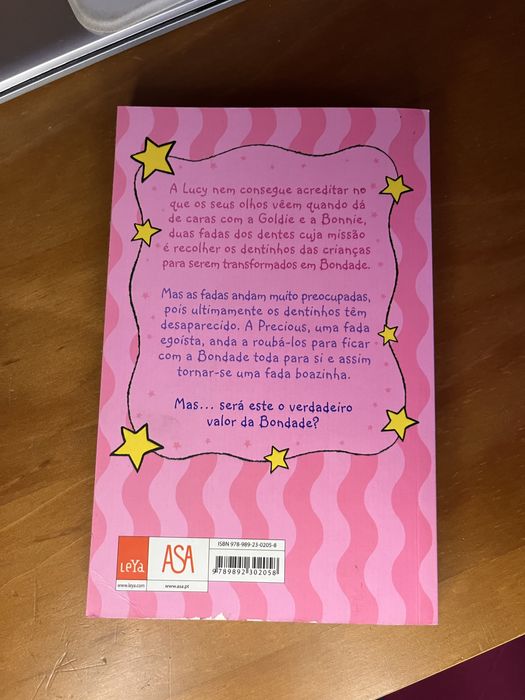 A Lucy nem consegue acreditar no
que os seus olhos vêem quando dá
de caras com a Goldie e a Bonnie,
duas fadas dos dentes cuja missão
é recolher os dentinhos das crianças
para serem transformados em Bondade.
Mas as fadas andam muito preocupadas,
pois ultimamente os dentinhos têm
desaparecido. A Precious, uma fada
egoísta, anda a roubá-los para ficar
com a Bondade toda para si e assim
tornar-se uma fada boazinha.
Mas... será este o verdadeiro
valor da Bondade?
LeYa
www.leya.com
ASA
www.asa.pt
ISBN 978-989-23-0205-8
9 789892 302058